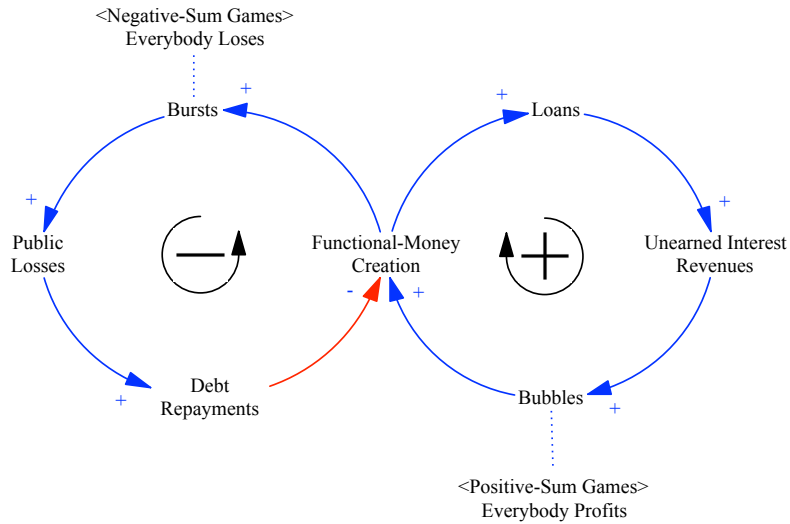 <Negative-Sum Games>
Everybody Loses
+
+
Bursts
Loans
+
+
Public
Losses
Functional-Money
Creation
Unearned Interest
Revenues
-
+
Debt
Repayments
+
Bubbles
+
<Positive-Sum Games>
Everybody Profits